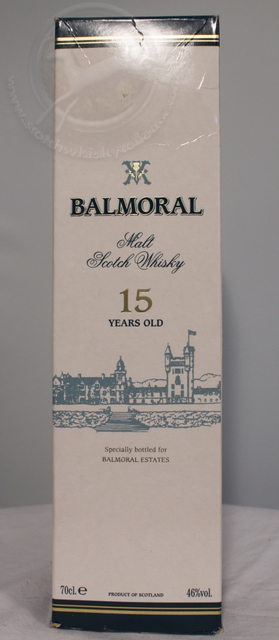 BALMORAL
Malt
Scotch Whisky
15
YEARS OLD
Specially bottled for
BALMORAL ESTATES
70cl. e PRODUCT OF SCOTLAND 46%vol.